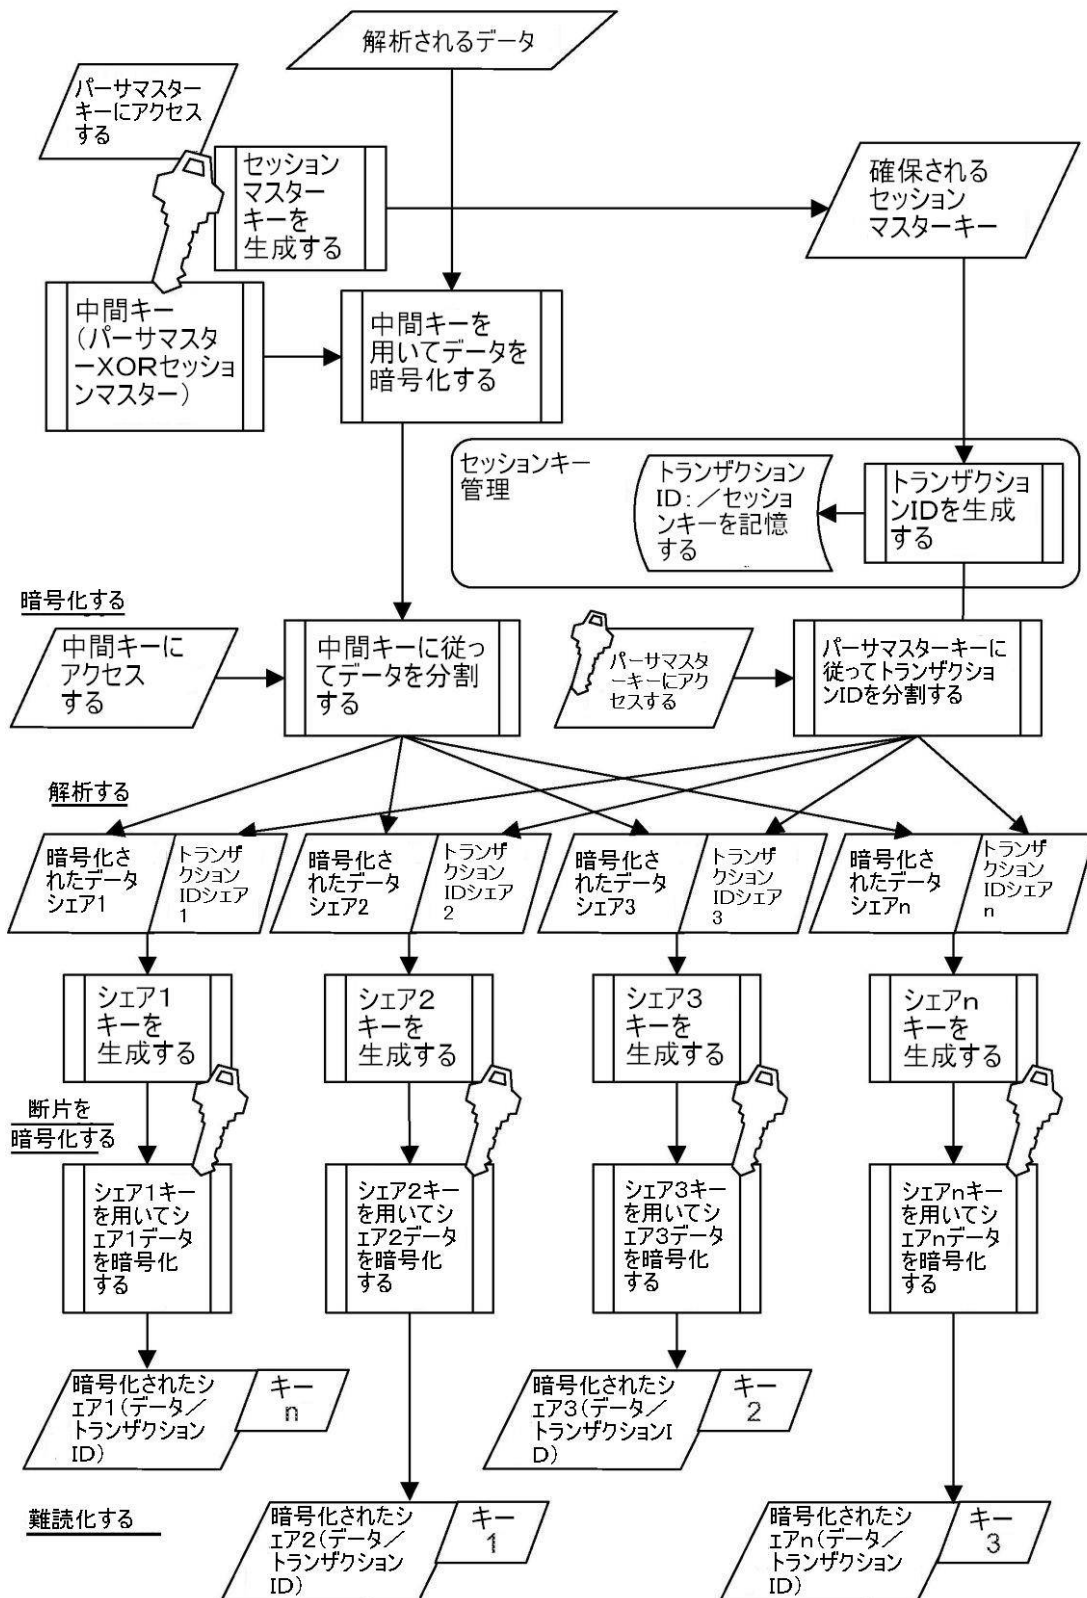 解析されるデータ
パーサマスター
キーにアクセス
する
セッション
マスター
キーを
生成する
確保される
セッション
マスターキー
中間キー
(パーサマスタ
ーXORセッショ
ンマスター)
中間キーを
用いてデータを
暗号化する
セッションキー
管理
トランザクション
ID:／セッショ
ンキーを記憶
する
トランザクショ
ンIDを生成
する
暗号化する
中間キーに
アクセス
する
中間キーに従っ
てデータを分割
する
パーサマスタ
ーキーにアク
セスする
パーサマスターキーに
従ってトランザクショ
ンIDを分割する
解析する
暗号化さ
れたデータ
シェア1
トランザ
クション
IDシェア
1
暗号化さ
れたデータ
シェア2
トランザ
クション
IDシェア
2
暗号化さ
れたデータ
シェア3
トランザ
クション
IDシェア
3
暗号化さ
れたデータ
シェアn
トランザ
クション
IDシェア
n
シェア1
キーを
生成する
シェア2
キーを
生成する
シェア3
キーを
生成する
シェアn
キーを
生成する
断片を
暗号化する
シェア1キー
を用いてシ
ェア1データ
を暗号化
する
シェア2キー
を用いてシ
ェア2データ
を暗号化
する
シェア3キー
を用いてシ
ェア3データ
を暗号化
する
シェアnキー
を用いてシ
ェアnデータ
を暗号化
する
暗号化されたシ
ェア1(データ／
トランザクション
ID)
キー
n
暗号化されたシ
ェア3(データ／
トランザクションI
D)
キー
2
難読化する
暗号化されたシ
ェア2(データ／
トランザクション
ID)
キー
1
暗号化されたシ
ェアn(データ／
トランザクション
ID)
キー
3